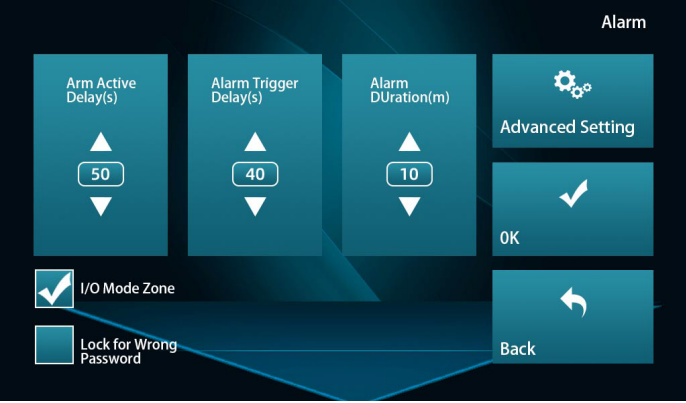 Alarm
Arm Active
Delay(s)
50
Alarm Trigger
Delay(s)
40
Alarm
DUration(m)
10
Advanced Setting
0K
Back
I/O Mode Zone
Lock for Wrong
Password